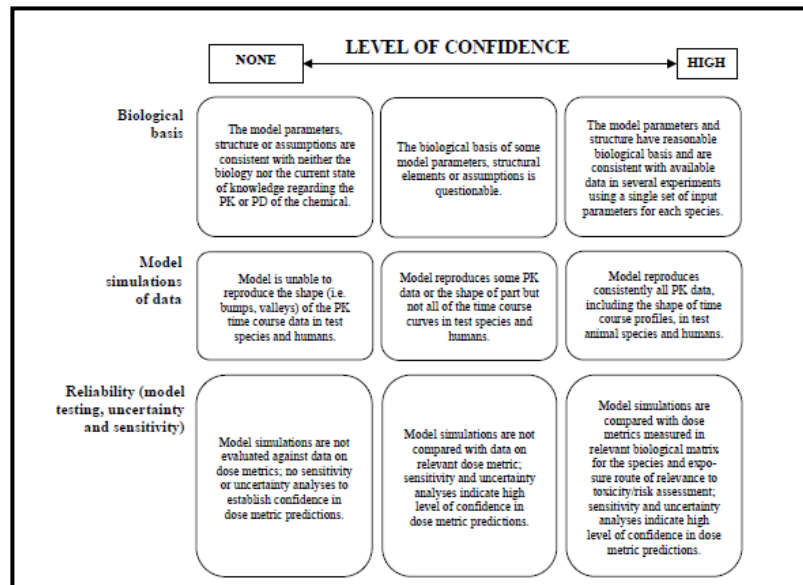 LEVEL OF CONFIDENCE
NONE
HIGH
Biological
basis
The model parameters,
structure or assumptions are
consistent with neither the
biology nor the current state
of knowledge regarding the
PK or PD of the chemical.
The biological basis of some
model parameters, structural
elements or assumptions is
questionable.
The model parameters and
structure have reasonable
biological basis and are
consistent with available
data in several experiments
using a single set of input
parameters for each species.
Model
simulations
of data
Model is unable to
reproduce the shape (i.e.
bumps, valleys) of the PK
time course data in test
species and humans.
Model reproduces some PK
data or the shape of part but
not all of the time course
curves in test species and
humans.
Model reproduces
consistently all PK data,
including the shape of time
course profiles, in test
animal species and humans.
Reliability (model
testing, uncertainty
and sensitivity)
Model simulations are not
evaluated against data on
dose metrics; no sensitivity
or uncertainty analyses to
establish confidence in
dose metric predictions.
Model simulations are not
compared with data on
relevant dose metric;
sensitivity and uncertainty
analyses indicate high
level of confidence in
dose metric predictions.
Model simulations are
compared with dose
metrics measured in
relevant biological matrix
for the species and expo-
sure route of relevance to
toxicity/risk assessment;
sensitivity and uncertainty
analyses indicate high
level of confidence in dose
metric predictions.